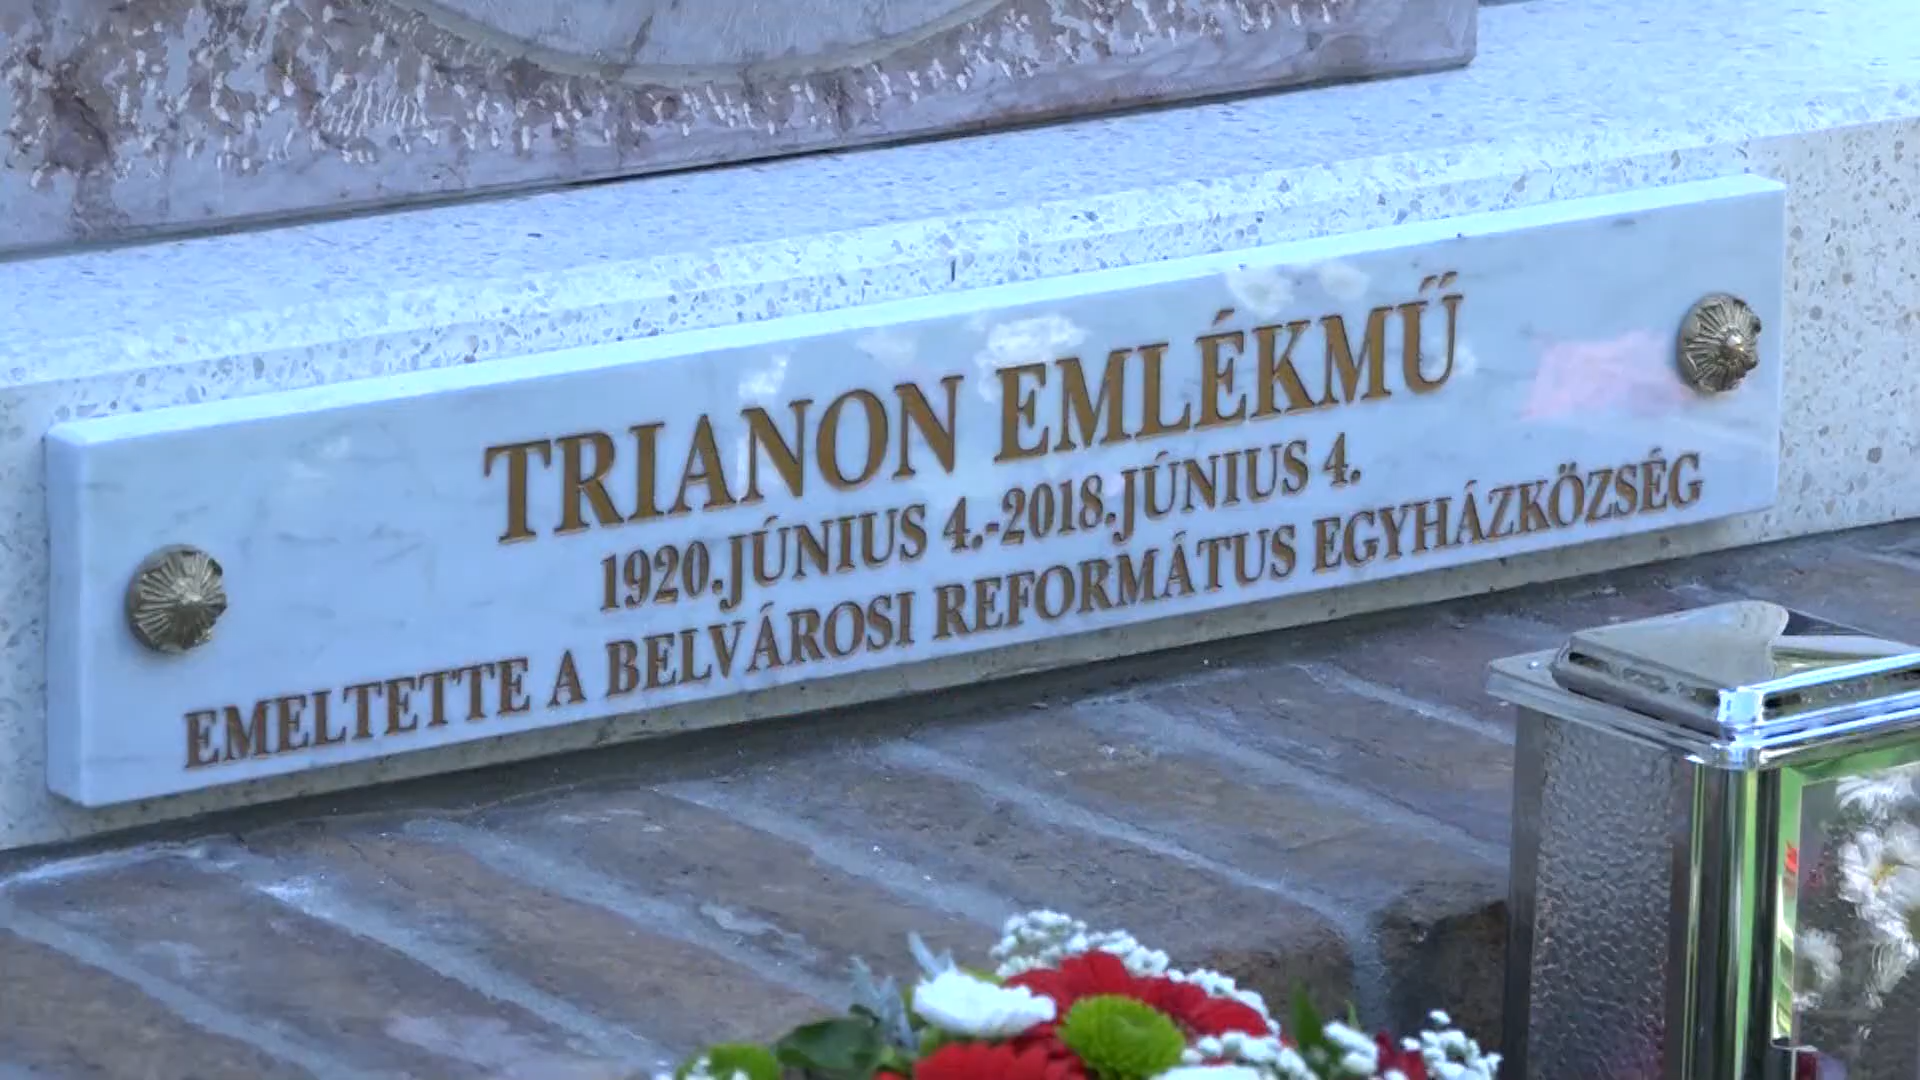 TRIANON EMLÉKMŰ
1920.JÚNIUS 4.-2018.JÚNIUS 4.
EMELTETTE A BELVÁROSI REFORMÁTUS EGYHÁZKÖZSÉG